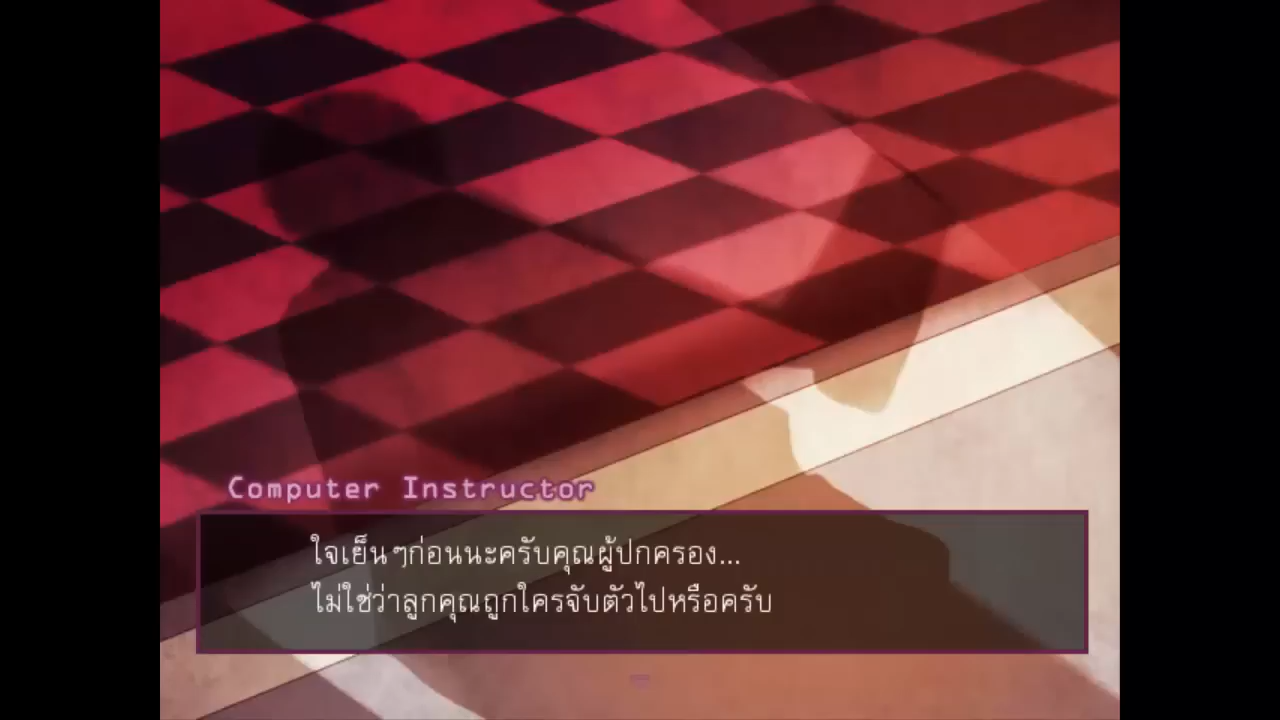 Computer Instructor
ใจเย็นๆก่อนนะครับคุณผู้ปกครอง...
ไม่ใช่ว่าลูกคุณถูกใครจับตัวไปหรือครับ